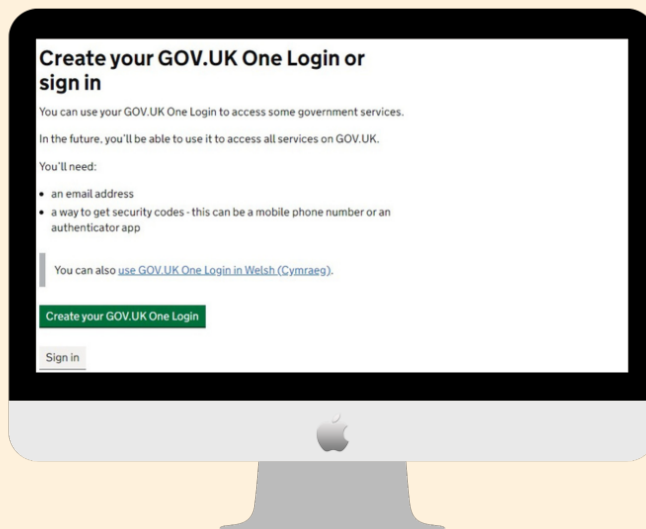 Create your GOV.UK One Login or
sign in
You can use your GOV.UK One Login to access some government services.
In the future, you'll be able to use it to access all services on GOV.UK.
You'll need:
• an email address
• a way to get security codes - this can be a mobile phone number or an
authenticator app
You can also use GOV.UK One Login in Welsh (Cymraeg).
Create your GOV.UK One Login
Sign in